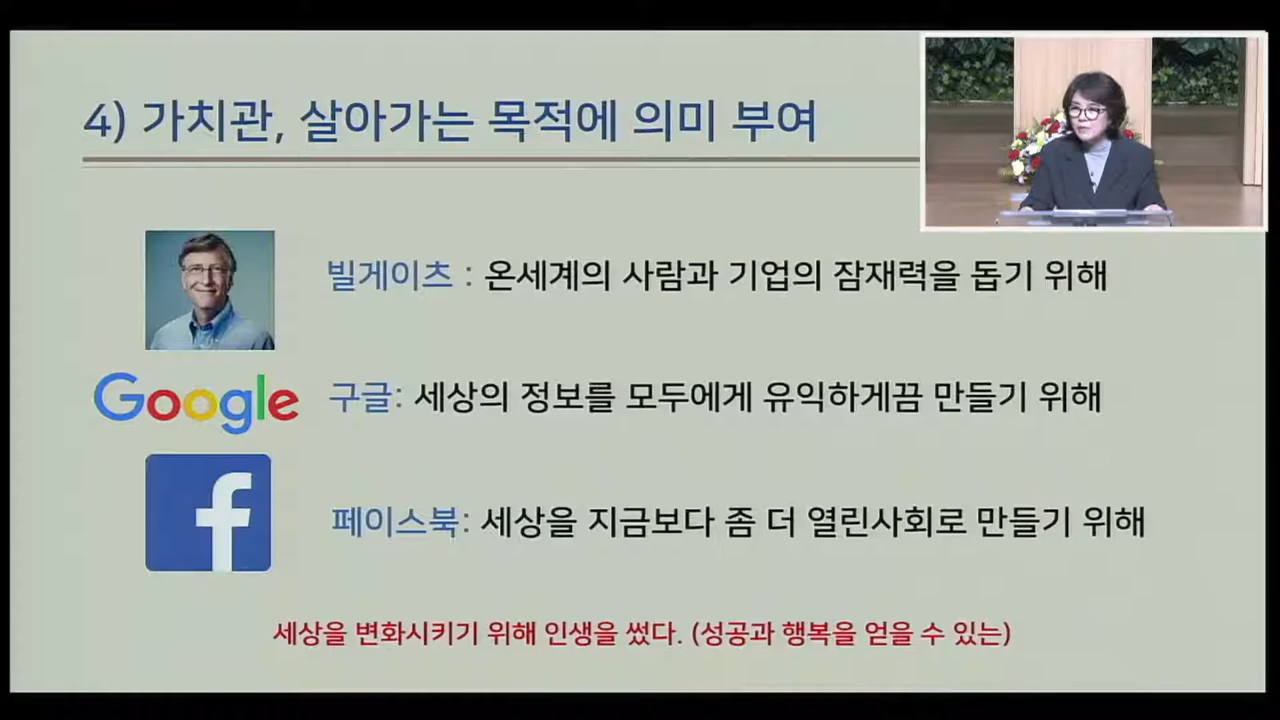 4) 가치관, 살아가는 목적에 의미 부여
빌게이츠 : 온세계의 사람과 기업의 잠재력을 돕기 위해
Google
구글: 세상의 정보를 모두에게 유익하게끔 만들기 위해
f
페이스북: 세상을 지금보다 좀 더 열린사회로 만들기 위해
세상을 변화시키기 위해 인생을 썼다. (성공과 행복을 얻을 수 있는)